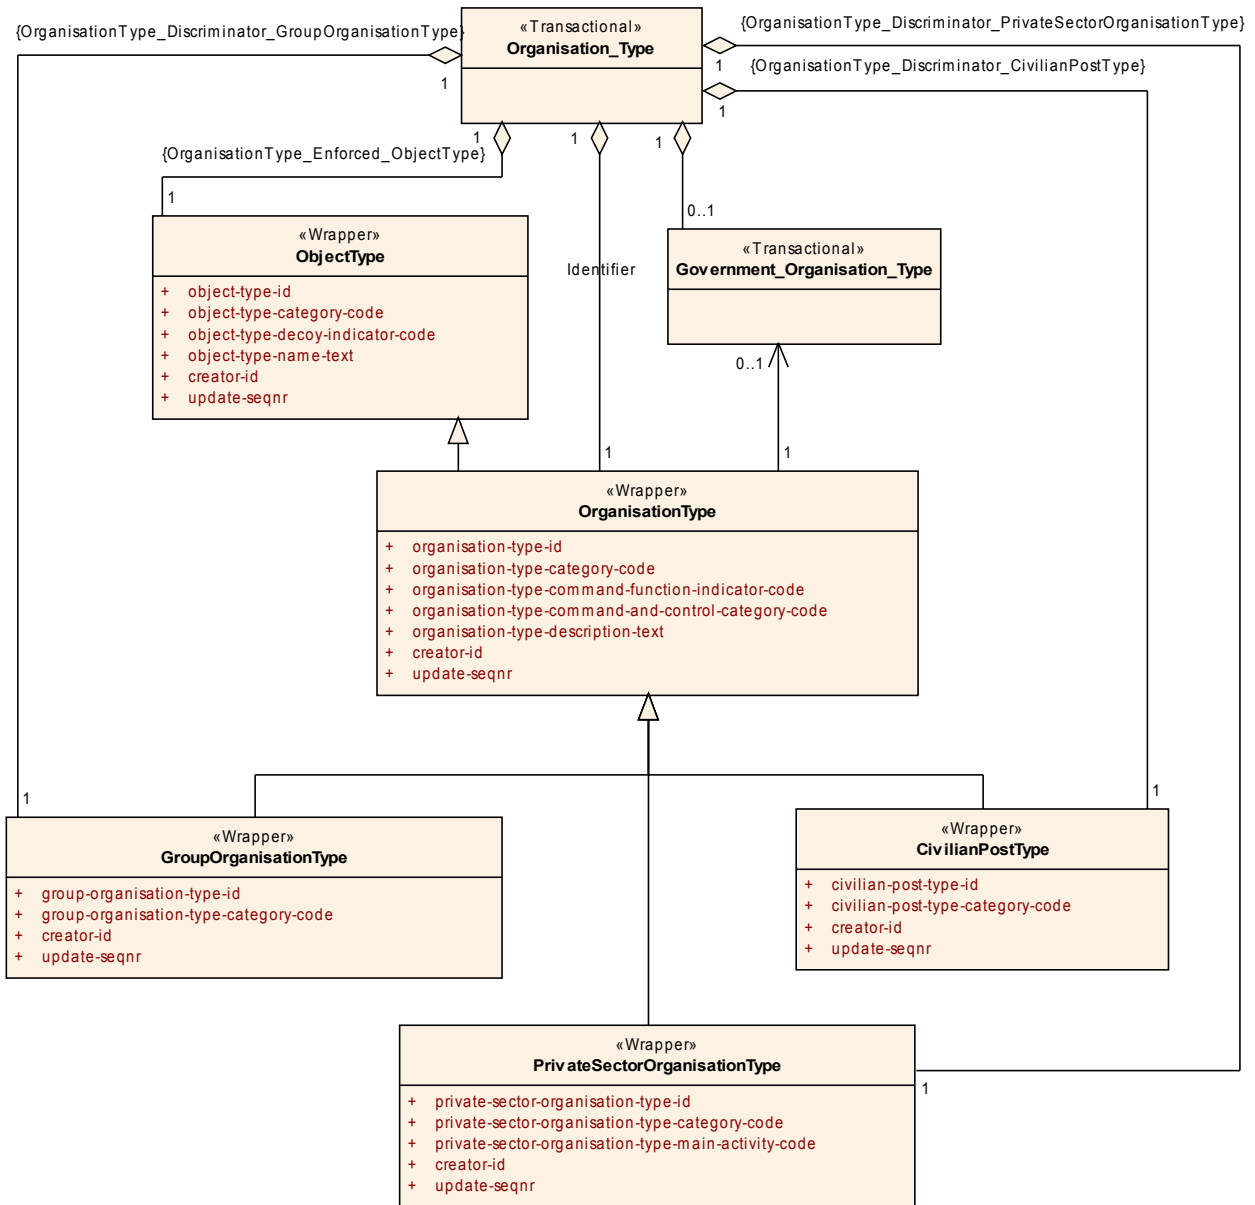 {OrganisationType_Discriminator_GroupOrganisationType}
«Transactional»
Organisation_Type
{OrganisationType_Discriminator_PrivateSectorOrganisationType}
1
1
{OrganisationType_Discriminator_CivilianPostType}
1
1
1
1
{OrganisationType_Enforced_ObjectType}
1
0..1
«Wrapper»
ObjectType
+ object-type-id
+ object-type-category-code
+ object-type-decoy-indicator-code
+ object-type-name-text
+ creator-id
+ update-seqnr
Identifier
«Transactional»
Government_Organisation_Type
0..1
1
1
«Wrapper»
OrganisationType
+ organisation-type-id
+ organisation-type-category-code
+ organisation-type-command-function-indicator-code
+ organisation-type-command-and-control-category-code
+ organisation-type-description-text
+ creator-id
+ update-seqnr
1
1
«Wrapper»
GroupOrganisationType
+ group-organisation-type-id
+ group-organisation-type-category-code
+ creator-id
+ update-seqnr
«Wrapper»
CivilianPostType
+ civilian-post-type-id
+ civilian-post-type-category-code
+ creator-id
+ update-seqnr
«Wrapper»
PrivateSectorOrganisationType
1
+ private-sector-organisation-type-id
+ private-sector-organisation-type-category-code
+ private-sector-organisation-type-main-activity-code
+ creator-id
+ update-seqnr